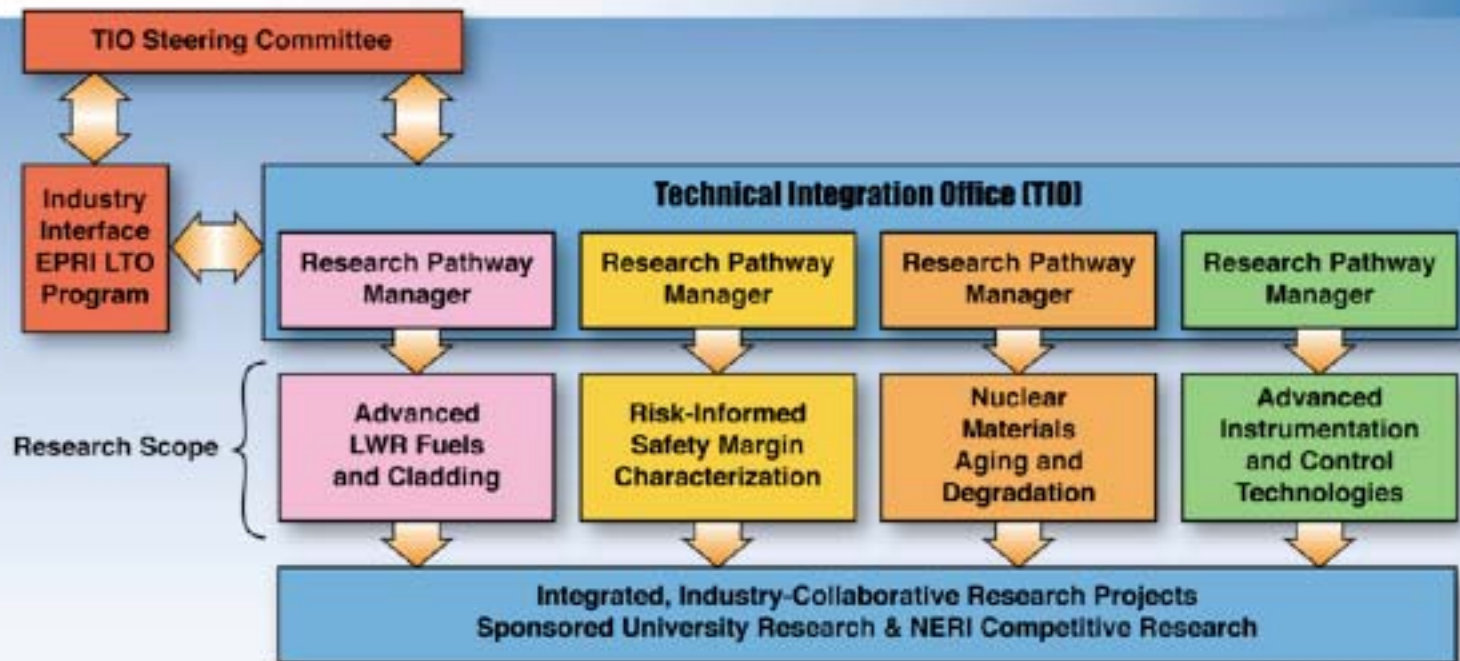 TIO Steering Committee
Industry
Interface
EPRI LTO
Program
Technical Integration Office (TIO)
Research Pathway
Manager
Research Pathway
Manager
Research Pathway
Manager
Research Pathway
Manager
Research Scope
Advanced
LWR Fuels
and Cladding
Risk-Informed
Safety Margin
Characterization
Nuclear
Materials
Aging and
Degradation
Advanced
Instrumentation
and Control
Technologies
Integrated, Industry-Collaborative Research Projects
Sponsored University Research & NERI Competitive Research